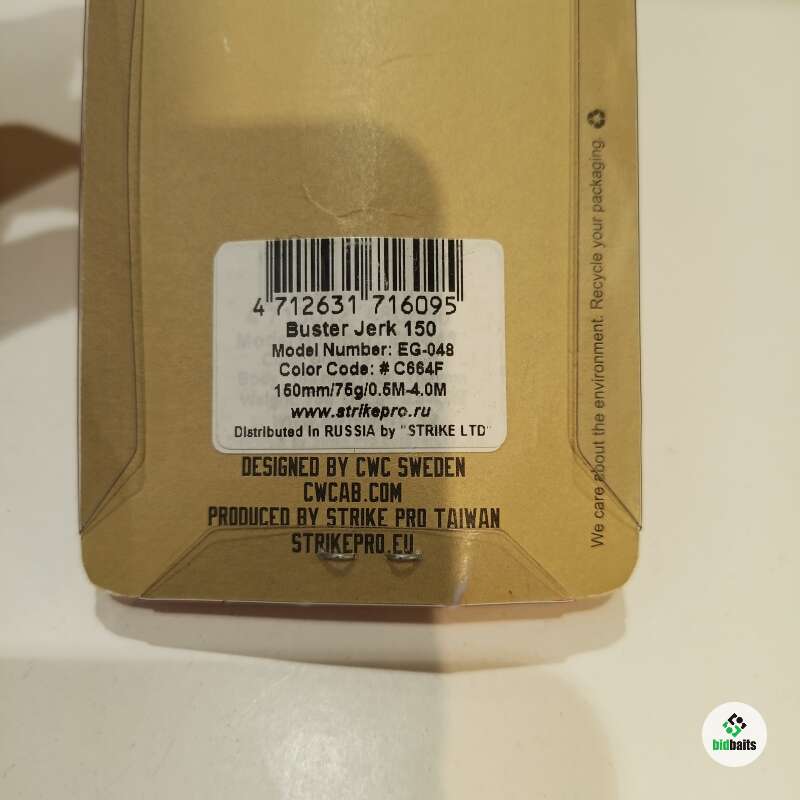 4 712631 716095
Buster Jerk 150
Model Number: EG-048
Color Code: # C664F
150mm/75g/0.5M-4.0M
www.strikepro.ru
Distributed in RUSSIA by "STRIKE LTD"
DESIGNED BY CWC SWEDEN
CWCAB.COM
PRODUCED BY STRIKE PRO TAIWAN
STRIKEPRO.EU
We care about the environment. Recycle your packaging.
bidbaits